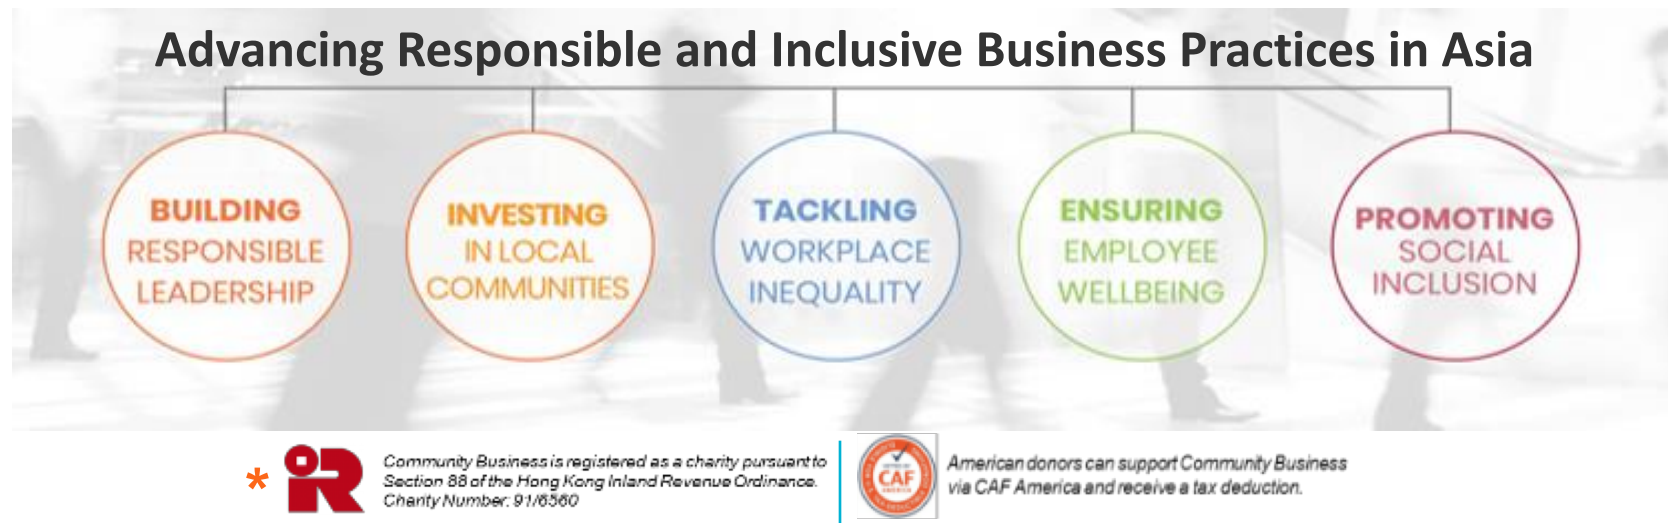 Advancing Responsible and Inclusive Business Practices in Asia
BUILDING
RESPONSIBLE
LEADERSHIP
INVESTING
IN LOCAL
COMMUNITIES
TACKLING
WORKPLACE
INEQUALITY
ENSURING
EMPLOYEE
WELLBEING
PROMOTING
SOCIAL
INCLUSION
*
Community Business is registered as a charity pursuant to
Section 88 of the Hong Kong Inland Revenue Ordinance.
Charity Number: 91/6560
CAF
AMERICA
American donors can support Community Business
via CAF America and receive a tax deduction.